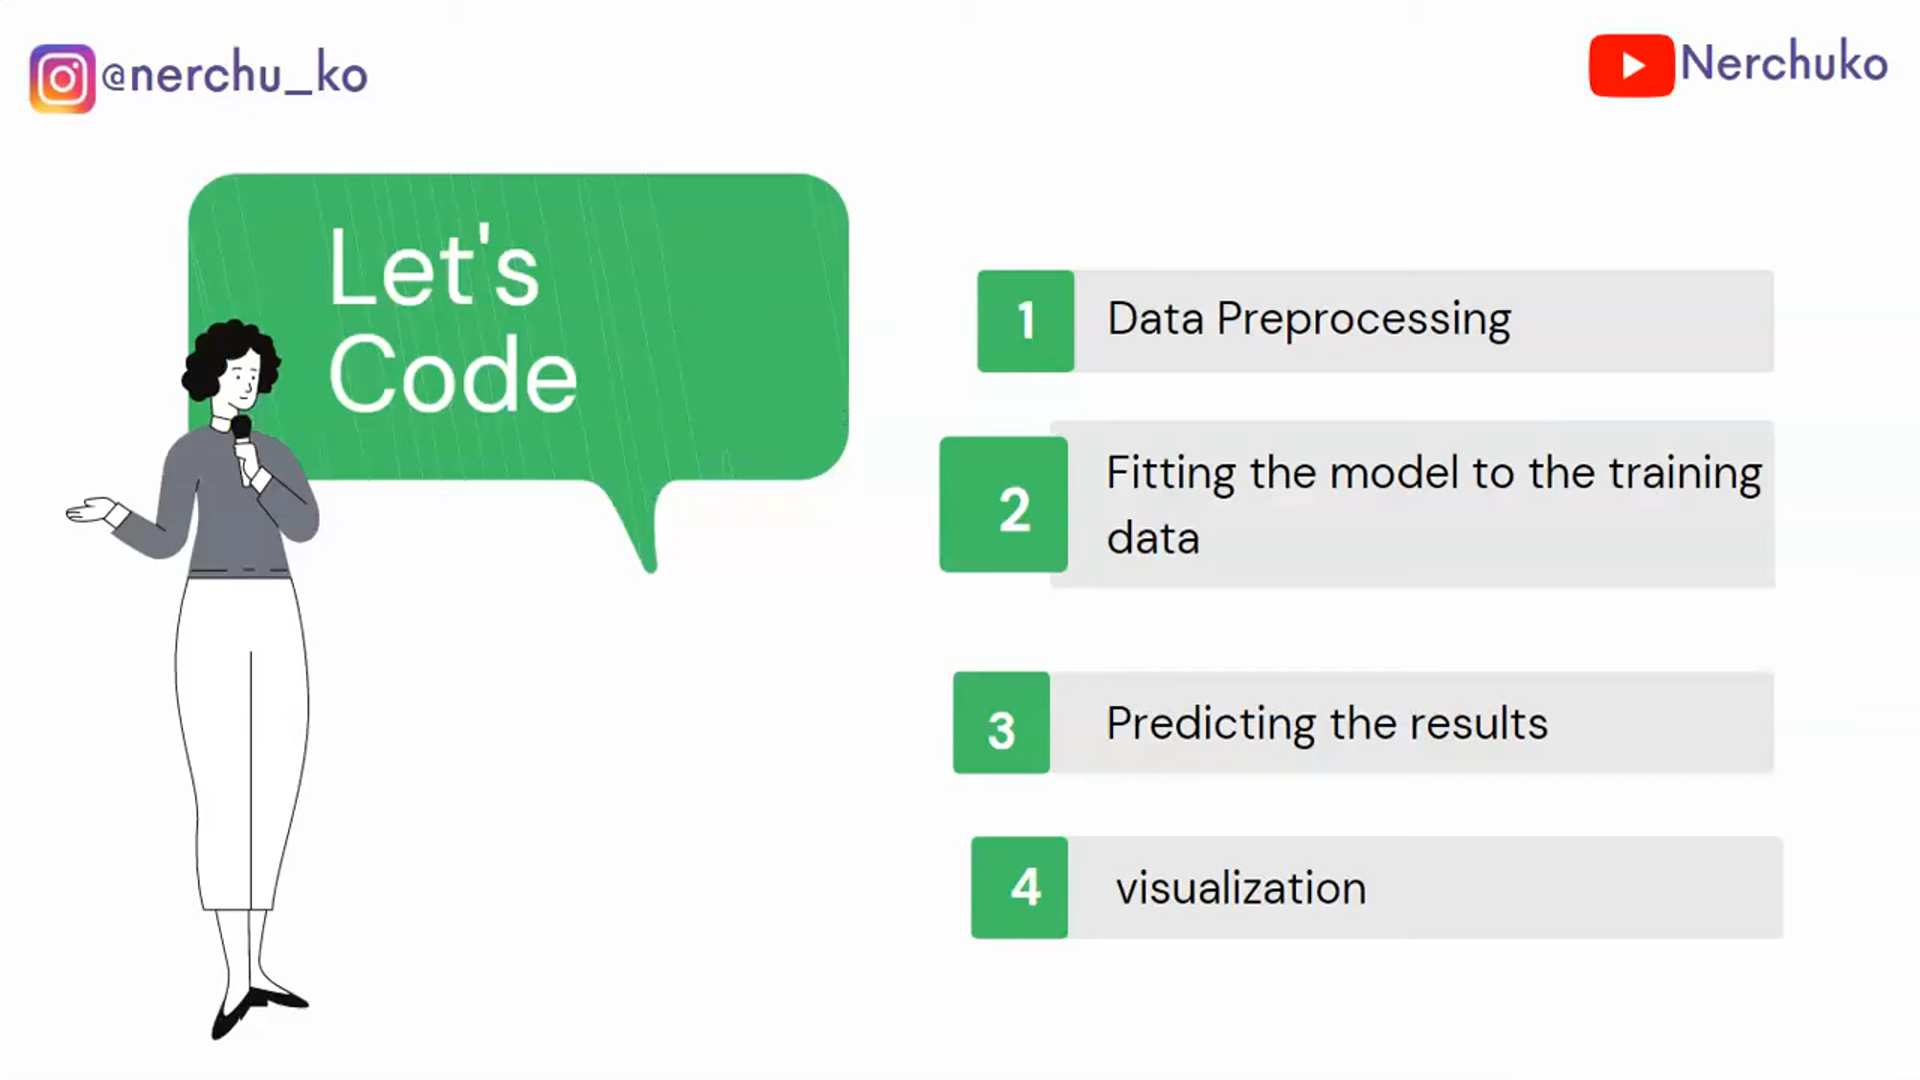 @nerchu_ko
Nerchuko
Let's
Code
1 Data Preprocessing
2 Fitting the model to the training
data
3 Predicting the results
4 visualization